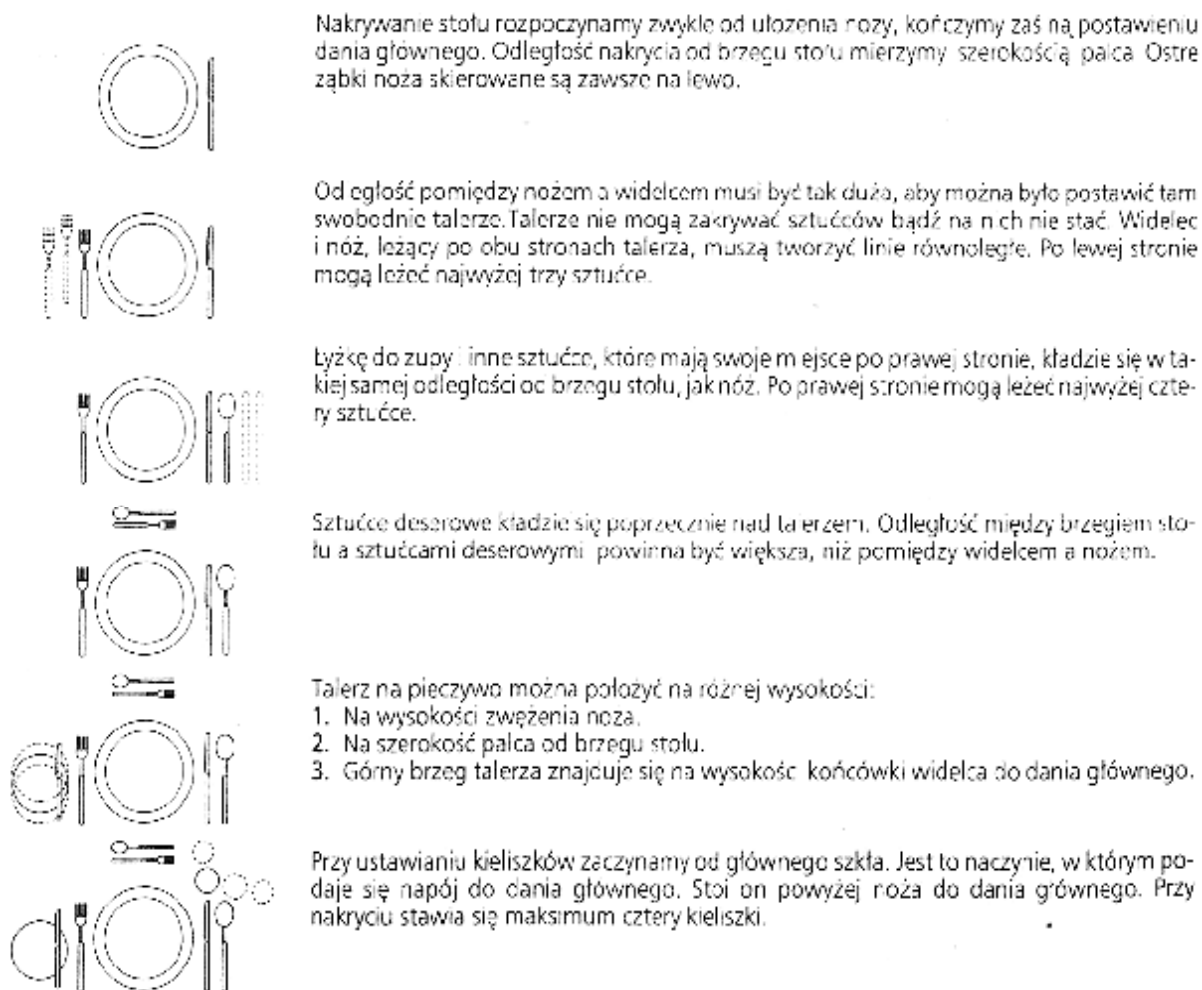 Nakrywanie stołu rozpoczynamy zwykle od ułożenia noży, kończymy zaś na postawieniu
dania głównego. Odległość nakrycia od brzegu stołu mierzymy szerokością palca. Ostre
ząbki noża skierowane są zawsze na lewo.
Odległość pomiędzy nożem a widelcem musi być tak duża, aby można było postawić tam
swobodnie talerze. Talerze nie mogą zakrywać sztućców bądź na nich nie stać. Widelec
i nóż, leżący po obu stronach talerza, muszą tworzyć linie równoległe. Po lewej stronie
mogą leżeć najwyżej trzy sztućce.
Łyżkę do zupy i inne sztućce, które mają swoje miejsce po prawej stronie, kładzie się w ta-
kiej samej odległości od brzegu stołu, jak nóż. Po prawej stronie mogą leżeć najwyżej czte-
ry sztućce.
Sztućce deserowe kładzie się poprzecznie nad talerzem. Odległość między brzegiem sto-
łu a sztućcami deserowymi powinna być większa, niż pomiędzy widelcem a nożem.
Talerz na pieczywo można położyć na różnej wysokości:
1. Na wysokości zwężenia noża.
2. Na szerokość palca od brzegu stołu.
3. Górny brzeg talerza znajduje się na wysokości końcówki widelca do dania głównego.
Przy ustawianiu kieliszków zaczynamy od głównego szkła. Jest to naczynie, w którym po-
daje się napój do dania głównego. Stoi on powyżej noża do dania głównego. Przy
nakryciu stawia się maksimum cztery kieliszki.